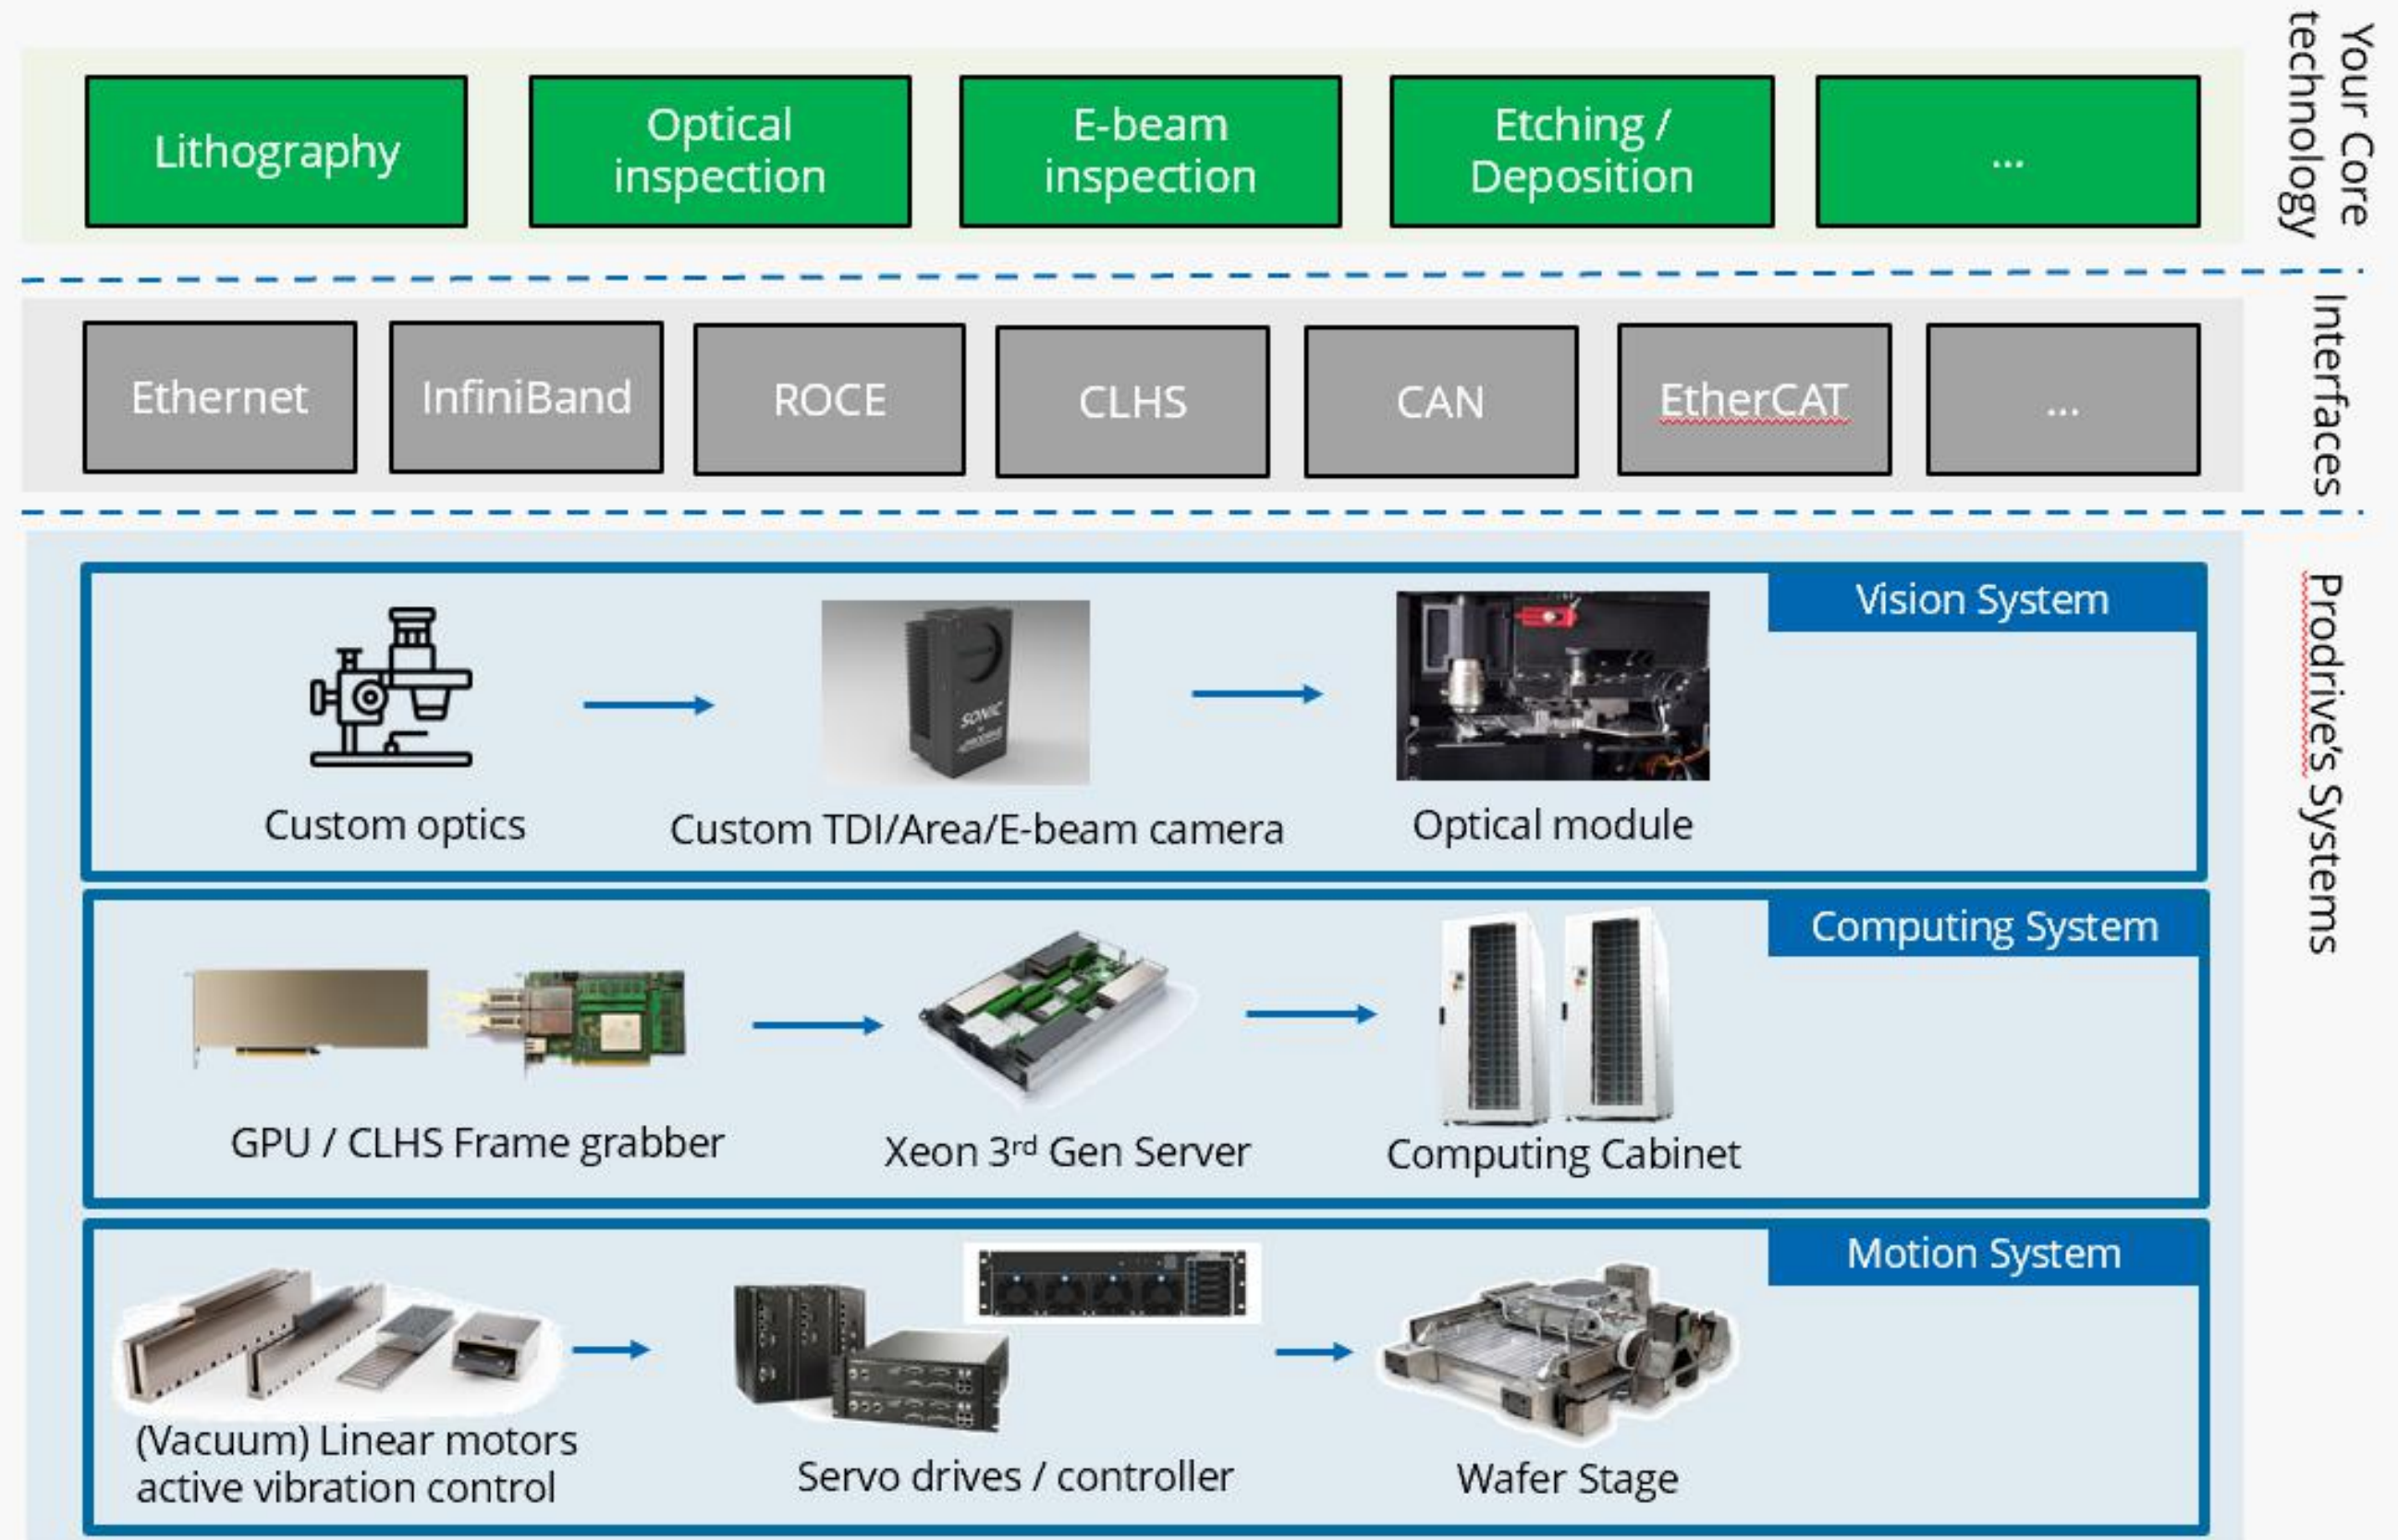 Your Core
technology
Lithography
Optical
inspection
E-beam
inspection
Etching /
Deposition
...
Interfaces
Ethernet
InfiniBand
ROCE
CLHS
CAN
EtherCAT
...
Prodrive's Systems
Vision System
SONIC
Custom optics
Custom TDI/Area/E-beam camera
Optical module
Computing System
GPU / CLHS Frame grabber
Xeon 3rd Gen Server
Computing Cabinet
Motion System
(Vacuum) Linear motors
active vibration control
Servo drives / controller
Wafer Stage